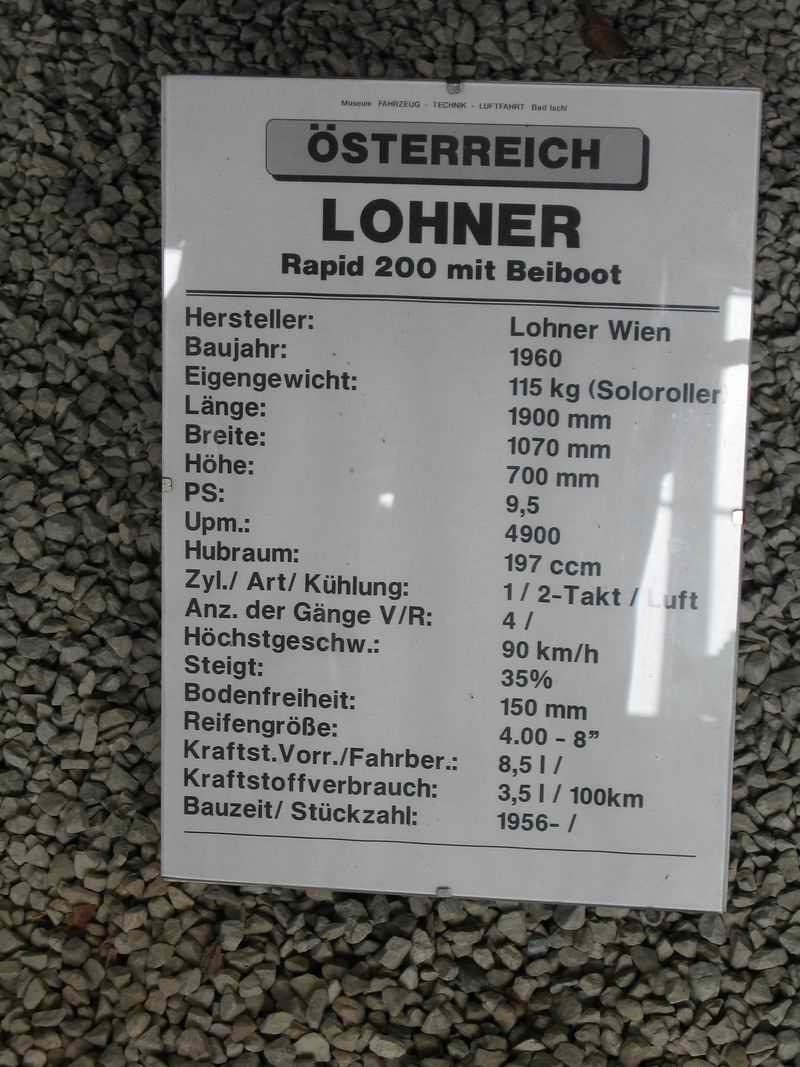 Museum FAHRZEUG - TECHNIK - LUFTFAHRT Bad Ischl
ÖSTERREICH
LOHNER
Rapid 200 mit Beiboot
Hersteller: Lohner Wien
Baujahr: 1960
Eigengewicht: 115 kg (Soloroller
Länge: 1900 mm
Breite: 1070 mm
Höhe: 700 mm
PS: 9,5
Upm.: 4900
Hubraum: 197 ccm
Zyl./ Art/ Kühlung: 1 / 2-Takt / Luft
Anz. der Gänge V/R: 4 /
Höchstgeschw.: 90 km/h
Steigt: 35%
Bodenfreiheit: 150 mm
Reifengröße: 4.00 - 8”
Kraftst.Vorr./Fahrber.: 8,5 l /
Kraftstoffverbrauch: 3,5 l / 100km
Bauzeit/ Stückzahl: 1956- /